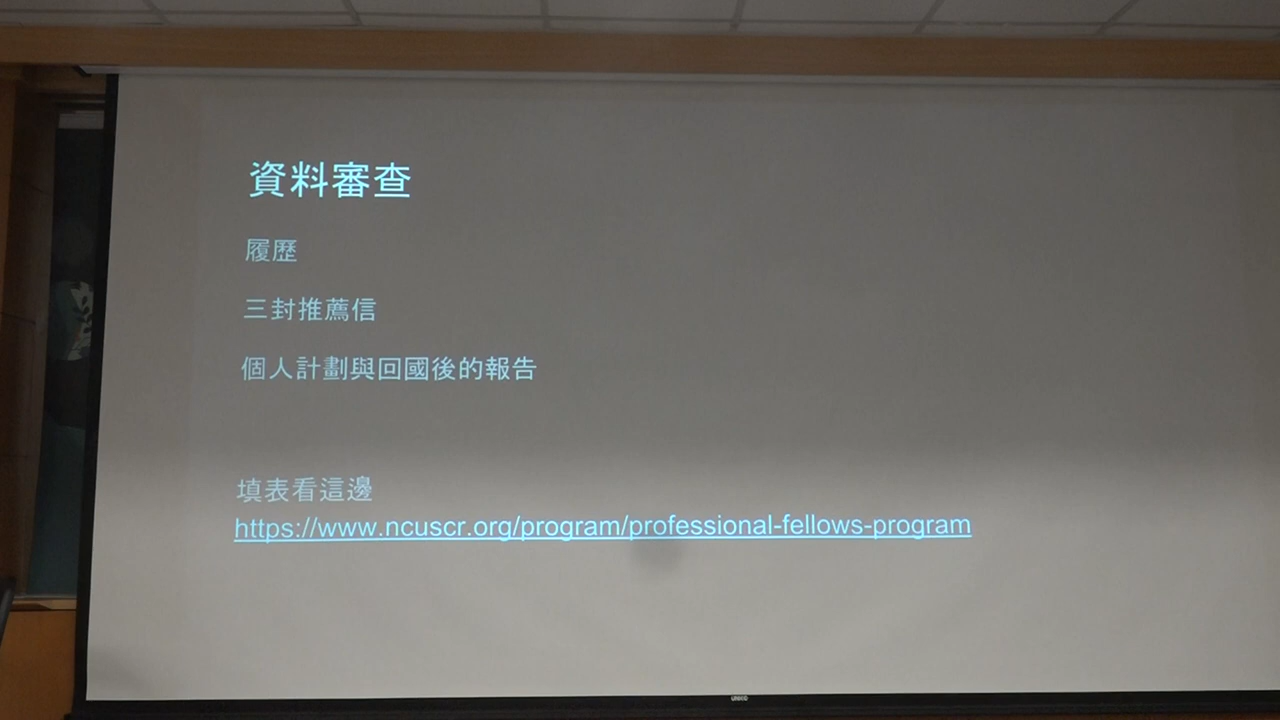 資料審查
履歷
三封推薦信
個人計劃與回國後的報告
填表看這邊
https://www.ncuscr.org/program/professional-fellows-program